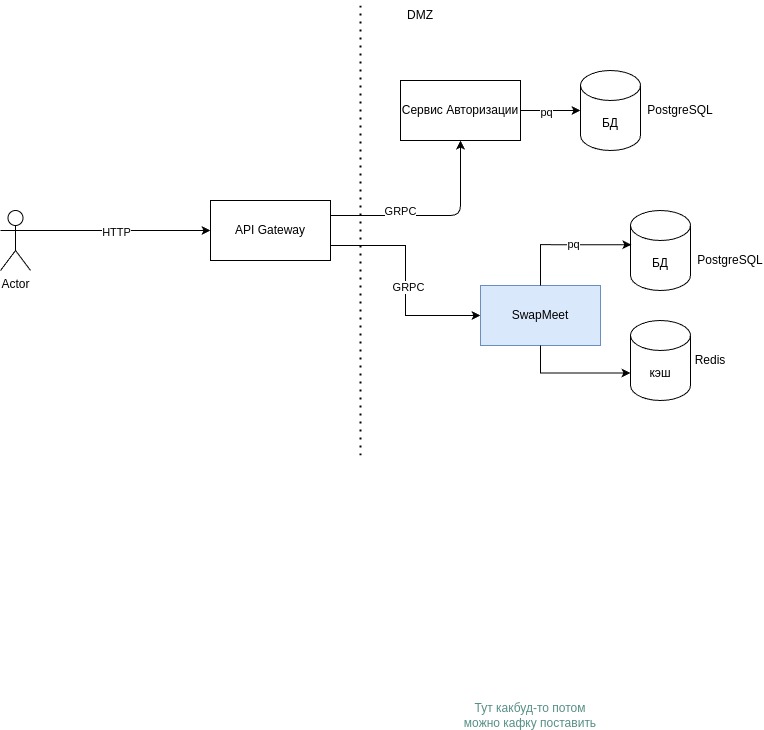 DMZ
Сервис Авторизации
pq
БД
PostgreSQL
GRPC
HTTP
API Gateway
Actor
GRPC
pq
БД
PostgreSQL
SwapMeet
кэш
Redis
Тут какбуд-то потом
можно кафку поставить